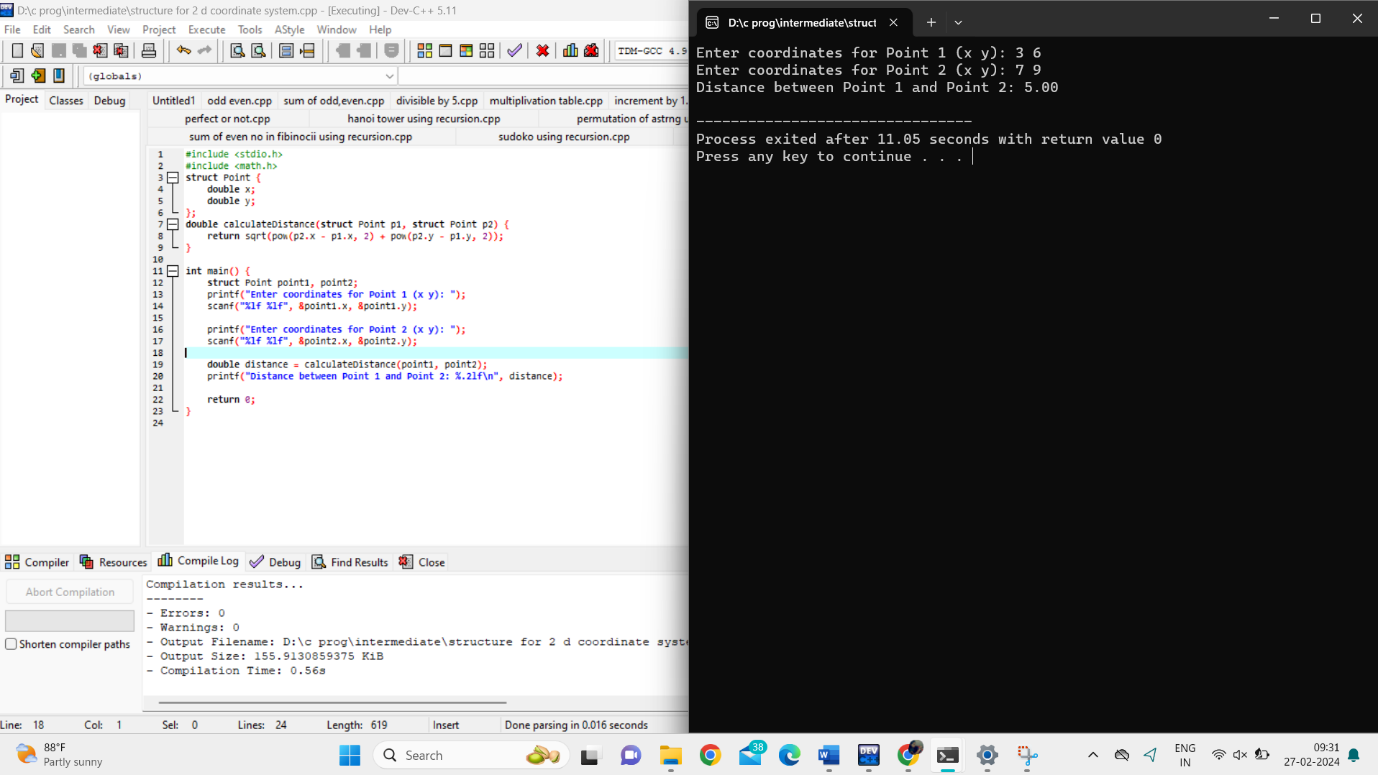 D:\c prog\intermediate\structure for 2 d coordinate system.cpp - [Executing] - Dev-C++ 5.11
File Edit Search View Project Execute Tools AStyle Window Help
TDM-GCC 4.9
(globals)
Project Classes Debug
Untitled1 odd even.cpp sum of odd,even.cpp divisible by 5.cpp multiplivation table.cpp increment by 1.
perfect or not.cpp hanoi tower using recursion.cpp permutation of astrng u
sum of even no in fibinocii using recursion.cpp sudoko using recursion.cpp
1 #include <stdio.h>
2 #include <math.h>
3 struct Point {
4 double x;
5 double y;
6 };
7 double calculateDistance(struct Point p1, struct Point p2) {
8 return sqrt(pow(p2.x - p1.x, 2) + pow(p2.y - p1.y, 2));
9 }
10
11 int main() {
12 struct Point point1, point2;
13 printf("Enter coordinates for Point 1 (x y): ");
14 scanf("%lf %lf", &point1.x, &point1.y);
15
16 printf("Enter coordinates for Point 2 (x y): ");
17 scanf("%lf %lf", &point2.x, &point2.y);
18
19 double distance = calculateDistance(point1, point2);
20 printf("Distance between Point 1 and Point 2: %.2lf\n", distance);
21
22 return 0;
23 }
24
Compiler Resources Compile Log Debug Find Results Close
Abort Compilation
Shorten compiler paths
Compilation results...
--------
- Errors: 0
- Warnings: 0
- Output Filename: D:\c prog\intermediate\structure for 2 d coordinate syste
- Output Size: 155.9130859375 KiB
- Compilation Time: 0.56s
Line: 18 Col: 1 Sel: 0 Lines: 24 Length: 619 Insert Done parsing in 0.016 seconds
D:\c prog\intermediate\struct
Enter coordinates for Point 1 (x y): 3 6
Enter coordinates for Point 2 (x y): 7 9
Distance between Point 1 and Point 2: 5.00
--------------------------------
Process exited after 11.05 seconds with return value 0
Press any key to continue . . .
88°F
Partly sunny
Search
38
DEV
ENG
IN
09:31
27-02-2024